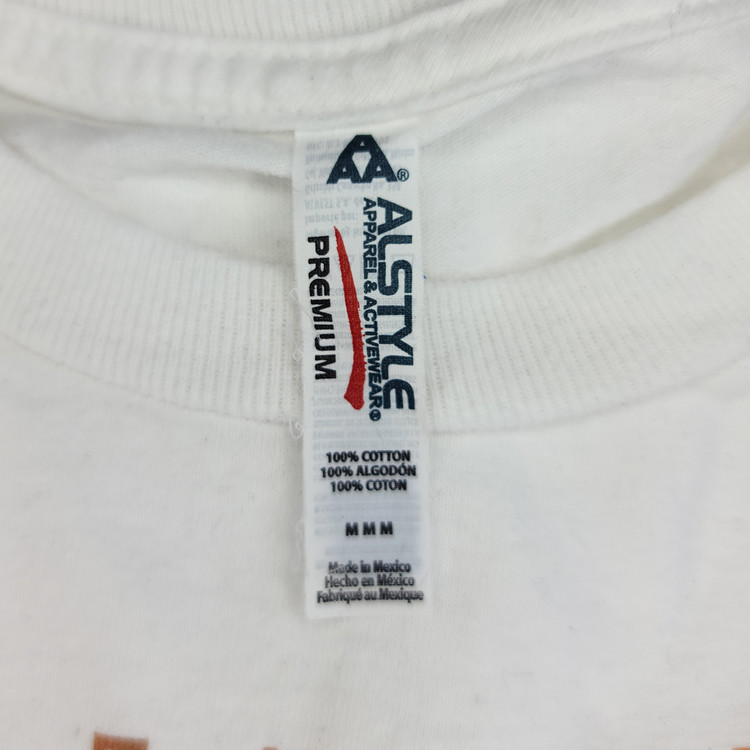 AAA®
ALSTYLE
APPAREL & ACTIVEWEAR®
PREMIUM
100% COTTON
100% ALGODÓN
100% COTON
M M M
Made in Mexico
Hecho en México
Fabriqué au Mexique